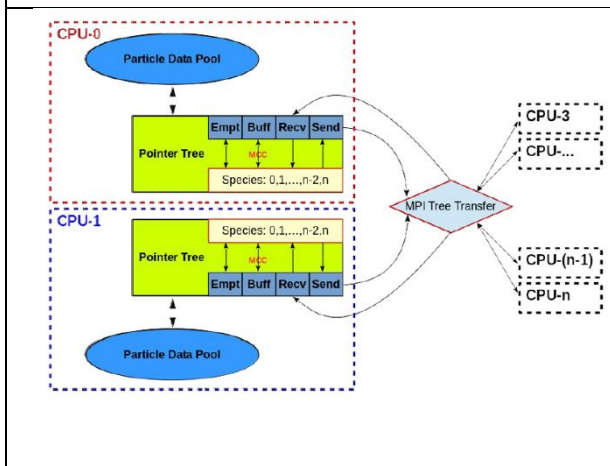 CPU-0
Particle Data Pool
Pointer Tree
Empt Buff Recv Send
MCC
Species: 0,1,...,n-2,n
CPU-1
Species: 0,1,...,n-2,n
Pointer Tree
MCC
Empt Buff Recv Send
Particle Data Pool
MPI Tree Transfer
CPU-3
CPU-...
CPU-(n-1)
CPU-n